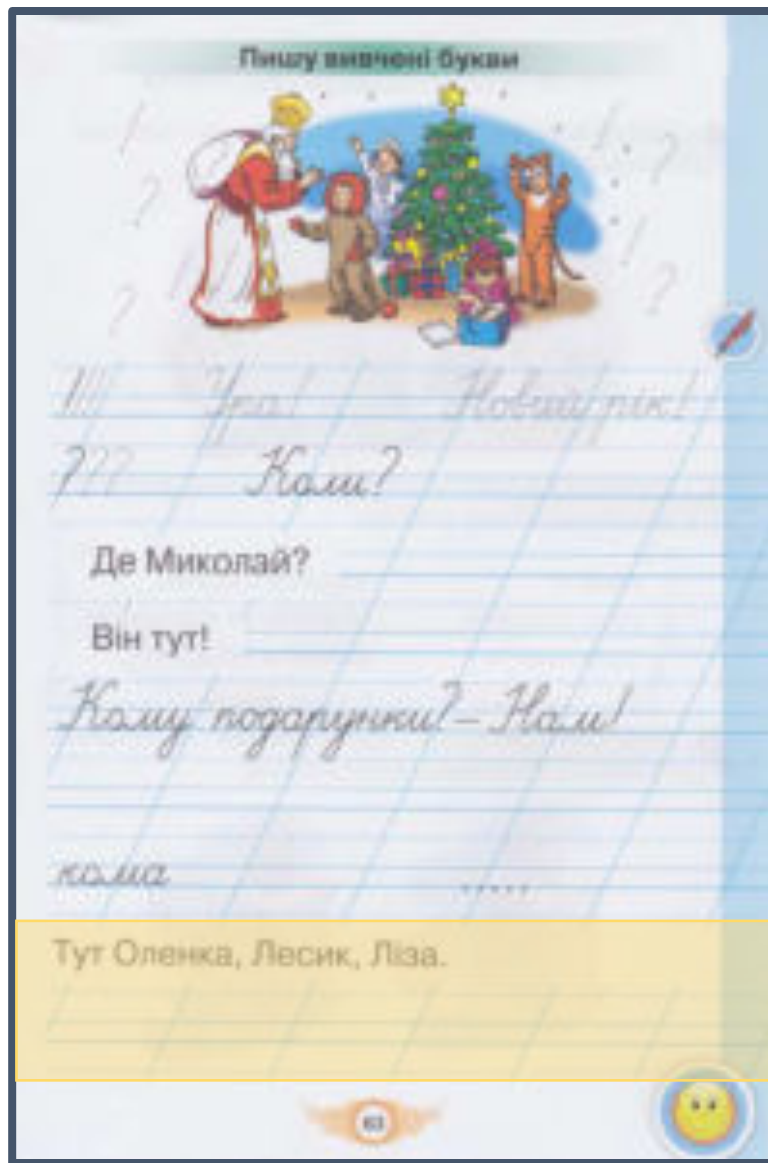 Пишу вивчені букви
! !!! Ура! Новий рік!
? ? ? Коли?
Де Миколай?
Він тут!
Кому подарунки? – Нам!
кома , , , , ,
Тут Оленка, Лесик, Ліза.
63